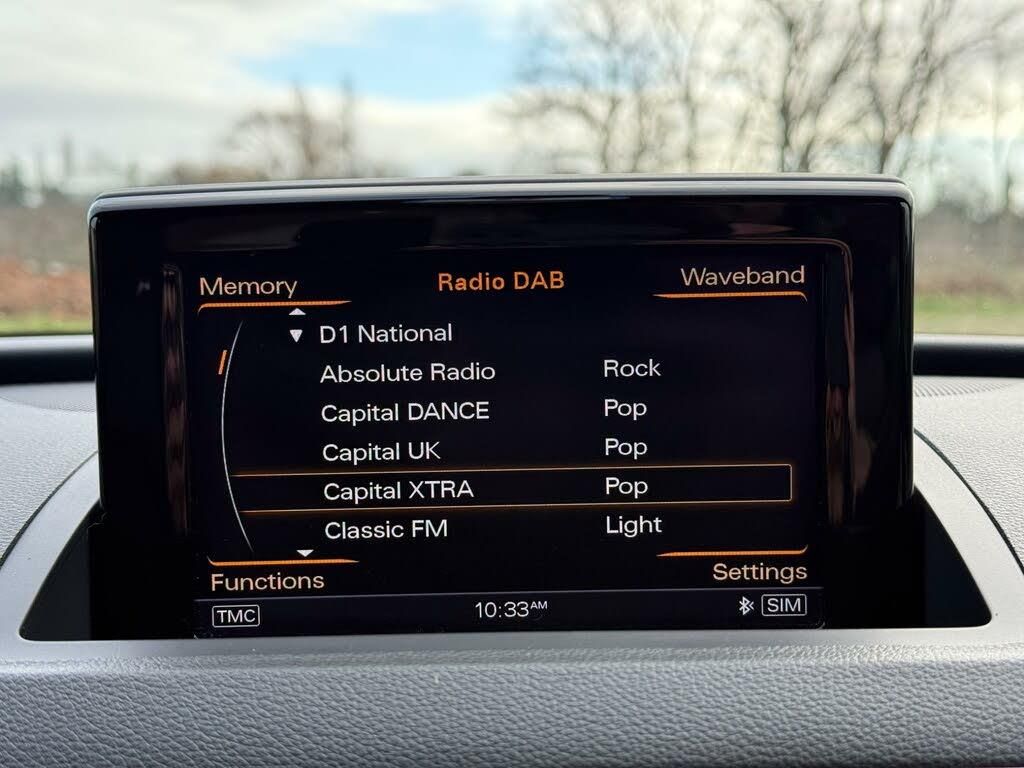 Memory Radio DAB Waveband
D1 National
Absolute Radio Rock
Capital DANCE Pop
Capital UK Pop
Capital XTRA Pop
Classic FM Light
Functions Settings
TMC 10:33AM SIM